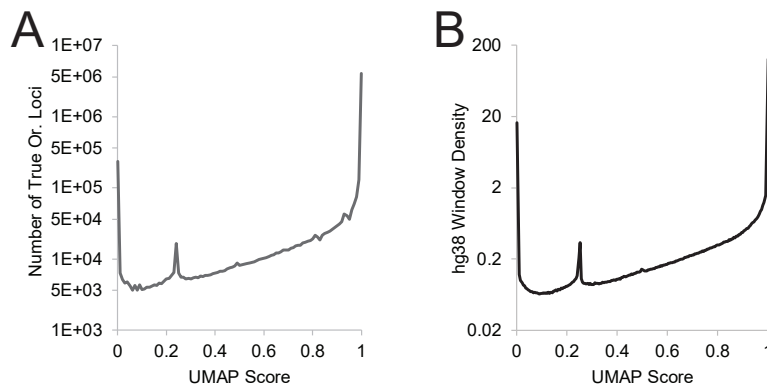 A
Number of True Or. Loci
1E+07
5E+06
1E+06
5E+05
1E+05
5E+04
1E+04
5E+03
1E+03
0 0.2 0.4 0.6 0.8 1
UMAP Score
B
hg38 Window Density
200
20
2
0.2
0.02
0 0.2 0.4 0.6 0.8 1
UMAP Score